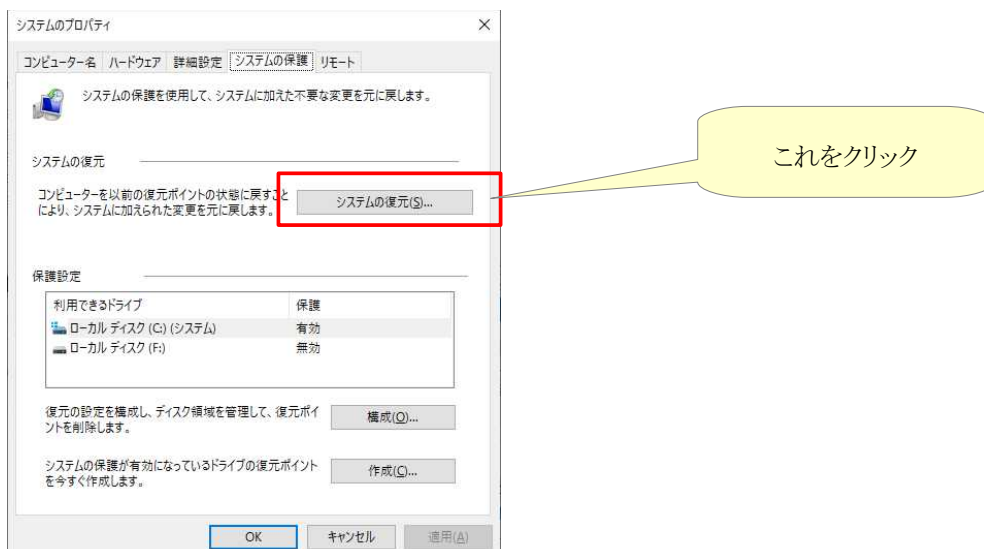 システムのプロパティ
コンピューター名 ハードウェア 詳細設定 システムの保護 リモート
システムの保護を使用して、システムに加えた不要な変更を元に戻します。
これをクリック
システムの復元
コンピューターを以前の復元ポイントの状態に戻すこと
により、システムに加えられた変更を元に戻します。
システムの復元(S)...
保護設定
利用できるドライブ 保護
ローカル ディスク (C:) (システム) 有効
ローカル ディスク (F:) 無効
復元の設定を構成し、ディスク領域を管理して、復元ポイ
ントを削除します。
構成(O)...
システムの保護が有効になっているドライブの復元ポイント
を今すぐ作成します。
作成(C)...
OK キャンセル 適用(A)